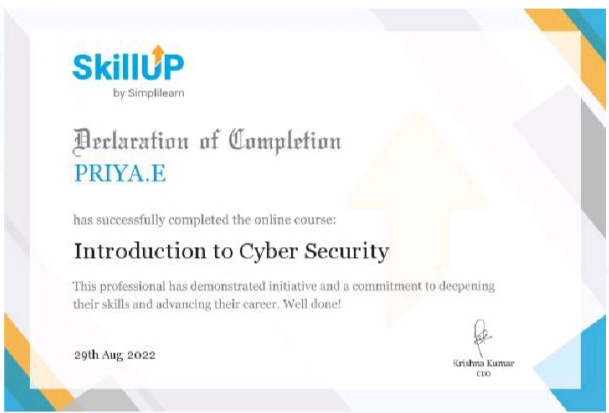 SkillUP
by Simplilearn
Declaration of Completion
PRIYA.E
has successfully completed the online course:
Introduction to Cyber Security
This professional has demonstrated initiative and a commitment to deepening
their skills and advancing their career. Well done!
29th Aug 2022
Krishna Kumar
CDO